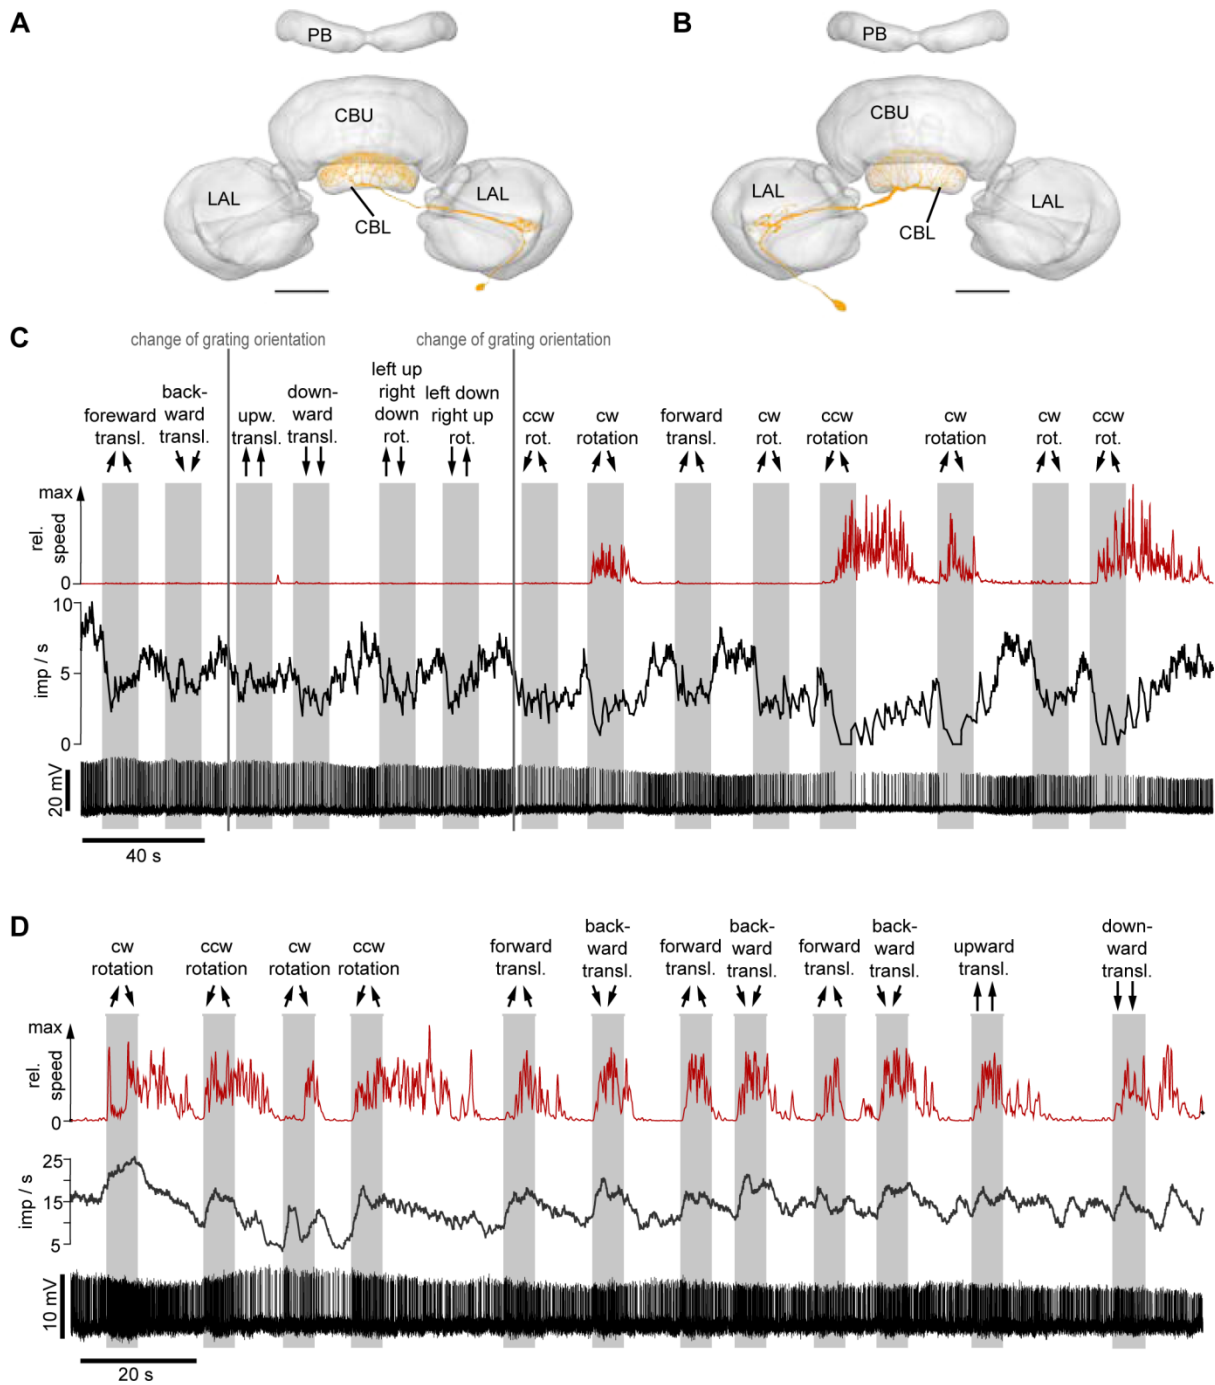 A
PB
CBU
LAL
LAL
CBL
B
PB
CBU
LAL
LAL
CBL
C
change of grating orientation
change of grating orientation
foreward
transl.
back-
ward
transl.
upw.
transl.
down-
ward
transl.
left up
right
down
rot.
left down
right up
rot.
ccw
rot.
cw
rotation
forward
transl.
cw
rot.
ccw
rotation
cw
rotation
cw
rot.
ccw
rot.
max
rel.
speed
0
10
imp / s
5
0
20 mV
40 s
D
cw
rotation
ccw
rotation
cw
rotation
ccw
rotation
forward
transl.
back-
ward
transl.
forward
transl.
back-
ward
transl.
forward
transl.
back-
ward
transl.
upward
transl.
down-
ward
transl.
max
rel.
speed
0
25
imp / s
15
5
10 mV
20 s